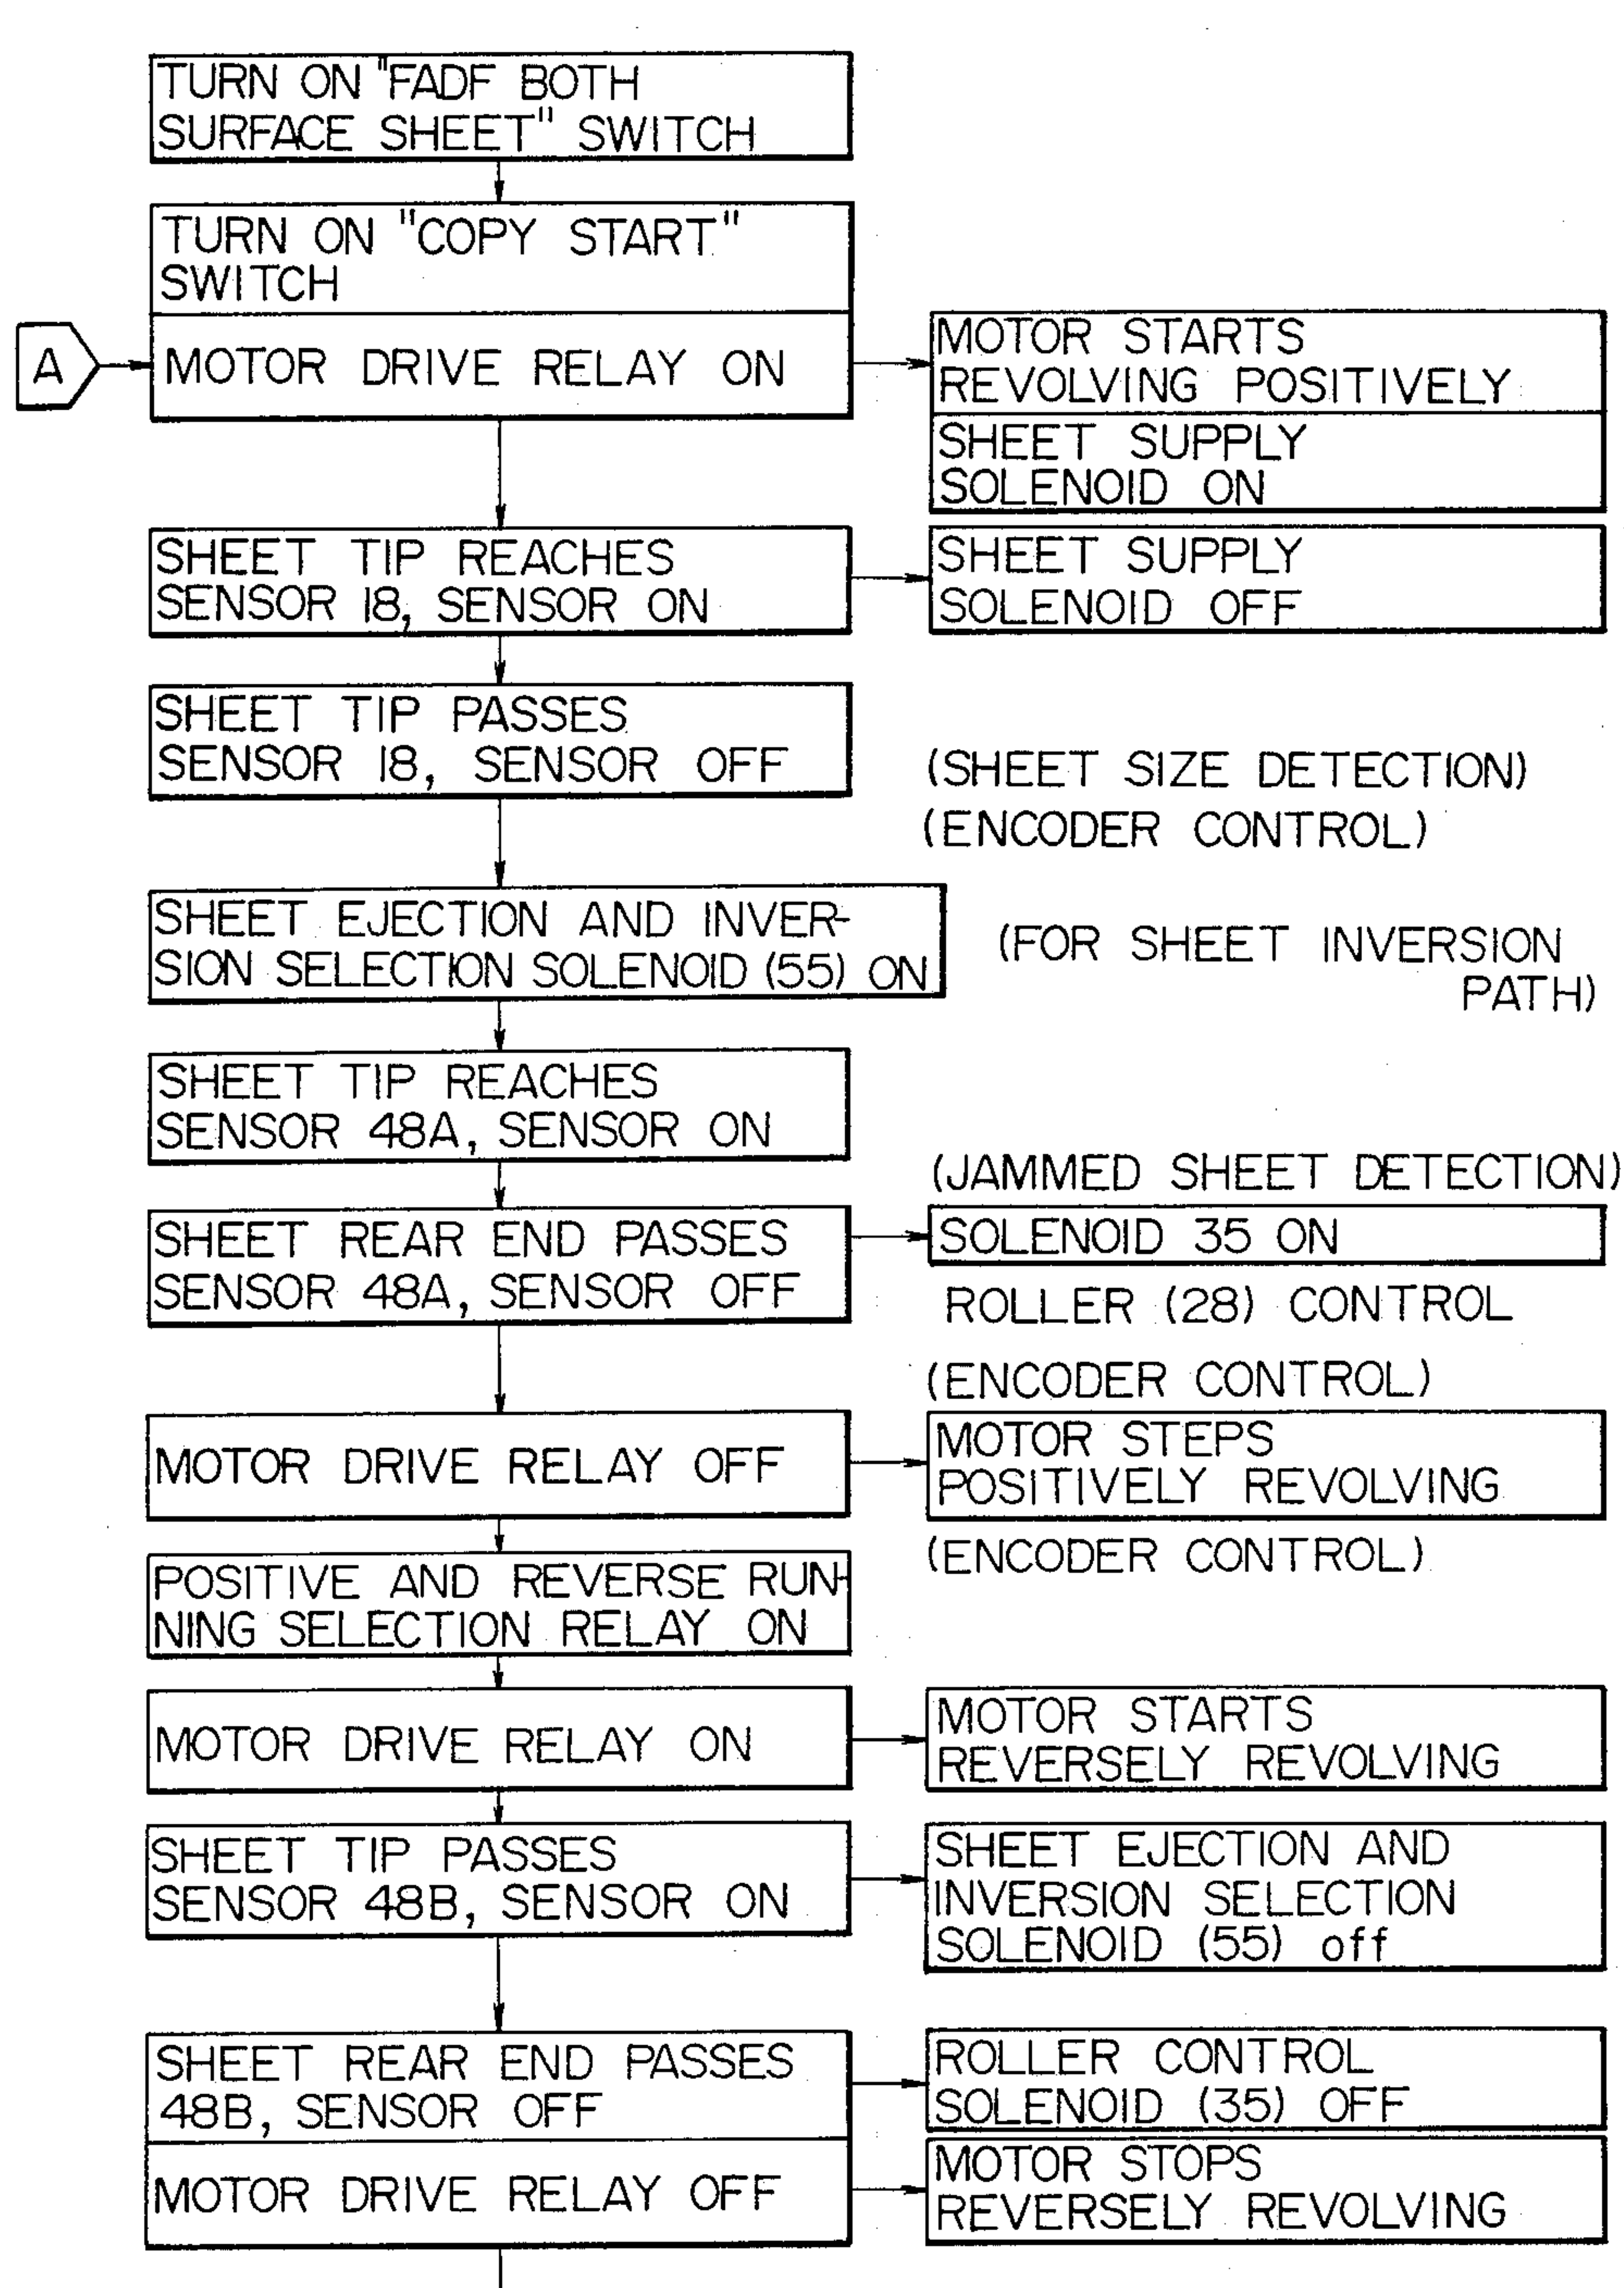 TURN ON "FADF BOTH
SURFACE SHEET" SWITCH
TURN ON "COPY START"
SWITCH
A
MOTOR DRIVE RELAY ON
MOTOR STARTS
REVOLVING POSITIVELY
SHEET SUPPLY
SOLENOID ON
SHEET TIP REACHES
SENSOR 18, SENSOR ON
SHEET SUPPLY
SOLENOID OFF
SHEET TIP PASSES
SENSOR 18, SENSOR OFF
(SHEET SIZE DETECTION)
(ENCODER CONTROL)
SHEET EJECTION AND INVER-
SION SELECTION SOLENOID (55) ON
(FOR SHEET INVERSION
PATH)
SHEET TIP REACHES
SENSOR 48A, SENSOR ON
(JAMMED SHEET DETECTION)
SHEET REAR END PASSES
SENSOR 48A, SENSOR OFF
SOLENOID 35 ON
ROLLER (28) CONTROL
(ENCODER CONTROL)
MOTOR DRIVE RELAY OFF
MOTOR STEPS
POSITIVELY REVOLVING
(ENCODER CONTROL)
POSITIVE AND REVERSE RUN-
NING SELECTION RELAY ON
MOTOR DRIVE RELAY ON
MOTOR STARTS
REVERSELY REVOLVING
SHEET TIP PASSES
SENSOR 48B, SENSOR ON
SHEET EJECTION AND
INVERSION SELECTION
SOLENOID (55) off
SHEET REAR END PASSES
48B, SENSOR OFF
ROLLER CONTROL
SOLENOID (35) OFF
MOTOR DRIVE RELAY OFF
MOTOR STOPS
REVERSELY REVOLVING